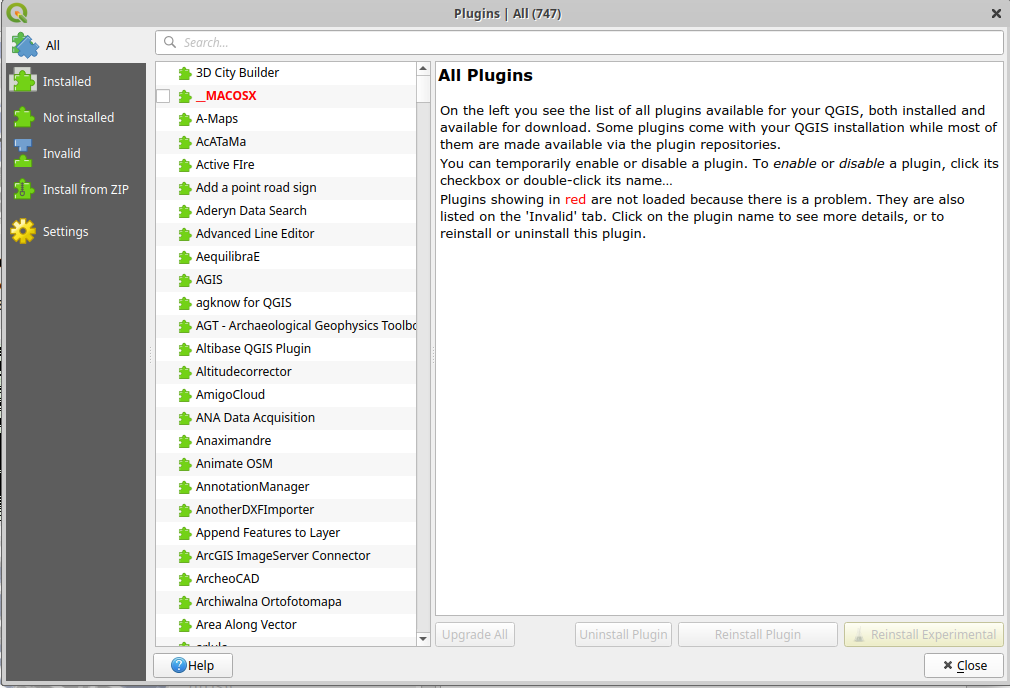 Plugins | All (747)
All
Installed
Not installed
Invalid
Install from ZIP
Settings
Search...
3D City Builder
__MACOSX
A-Maps
AcATaMa
Active FIre
Add a point road sign
Aderyn Data Search
Advanced Line Editor
AequilibraE
AGIS
agknow for QGIS
AGT - Archaeological Geophysics Toolbo
Altibase QGIS Plugin
Altitudecorrector
AmigoCloud
ANA Data Acquisition
Anaximandre
Animate OSM
AnnotationManager
AnotherDXFImporter
Append Features to Layer
ArcGIS ImageServer Connector
ArcheoCAD
Archiwalna Ortofotomapa
Area Along Vector
All Plugins
On the left you see the list of all plugins available for your QGIS, both installed and
available for download. Some plugins come with your QGIS installation while most of
them are made available via the plugin repositories.
You can temporarily enable or disable a plugin. To enable or disable a plugin, click its
checkbox or double-click its name...
Plugins showing in red are not loaded because there is a problem. They are also
listed on the 'Invalid' tab. Click on the plugin name to see more details, or to
reinstall or uninstall this plugin.
Upgrade All
Uninstall Plugin
Reinstall Plugin
Reinstall Experimental
Help
Close